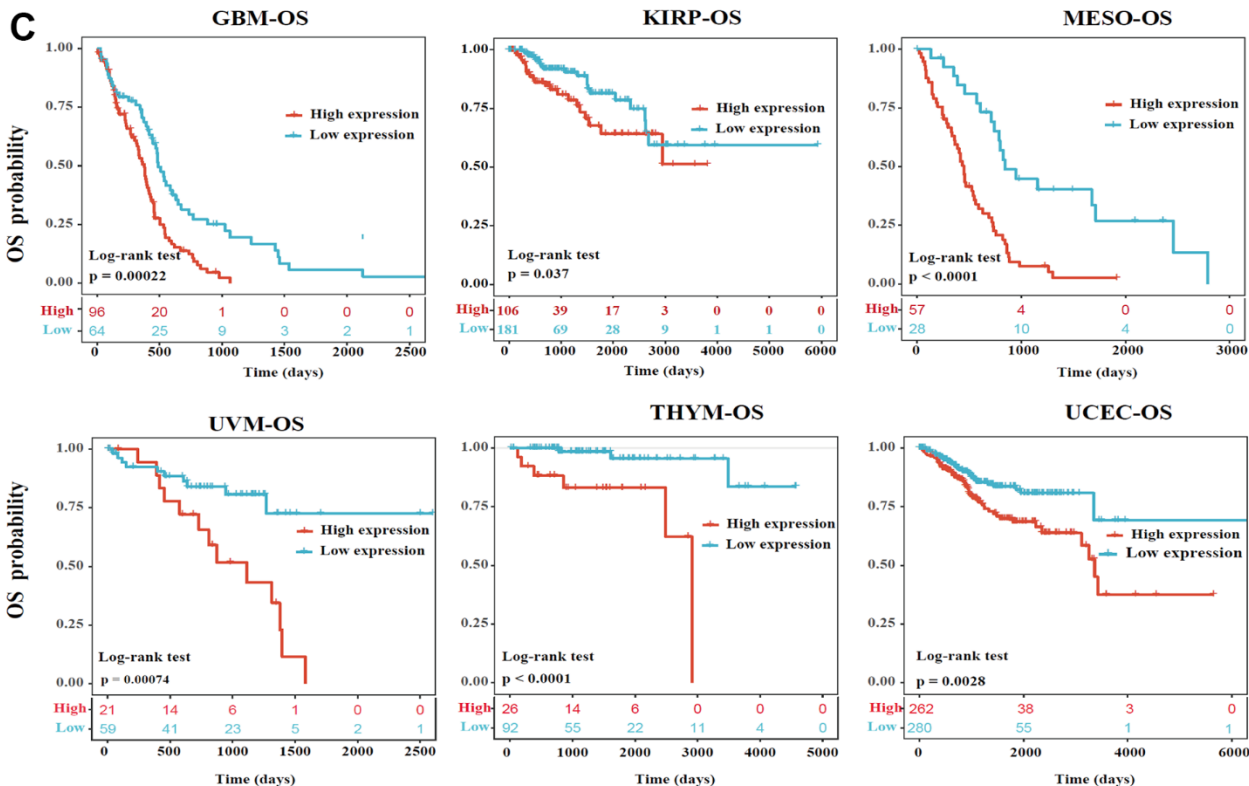 C
GBM-OS
OS probability
1.00
0.75
0.50
0.25
0.00
High expression
Low expression
Log-rank test
p = 0.00022
High 96 20 1 0 0 0
Low 64 25 9 3 2 1
0 500 1000 1500 2000 2500
Time (days)
KIRP-OS
1.00
0.75
0.50
1.00
0.25
0.00
High expression
Low expression
Log-rank test
p = 0.037
High 106 39 17 3 0 0 0
Low 181 69 28 9 1 1 0
0 1000 2000 3000 4000 5000 6000
Time (days)
MESO-OS
1.00
0.75
0.50
0.25
0.00
High expression
Low expression
Log-rank test
p < 0.0001
High 57 4 0 0
Low 28 10 4 0
0 1000 2000 3000
Time (days)
UVM-OS
OS probability
1.00
0.75
0.50
0.25
0.00
High expression
Low expression
Log-rank test
p = 0.00074
High 21 14 6 1 0 0
Low 59 41 23 5 2 1
0 500 1000 1500 2000 2500
Time (days)
THYM-OS
1.00
0.75
0.50
0.25
0.00
High expression
Low expression
Log-rank test
p < 0.0001
High 26 14 6 0 0 0
Low 92 55 22 11 4 0
0 1000 2000 3000 4000 5000
Time (days)
UCEC-OS
1.00
0.75
0.50
0.25
0.00
High expression
Low expression
Log-rank test
p = 0.0028
High 262 38 3 0
Low 280 55 1 1
0 2000 4000 6000
Time (days)